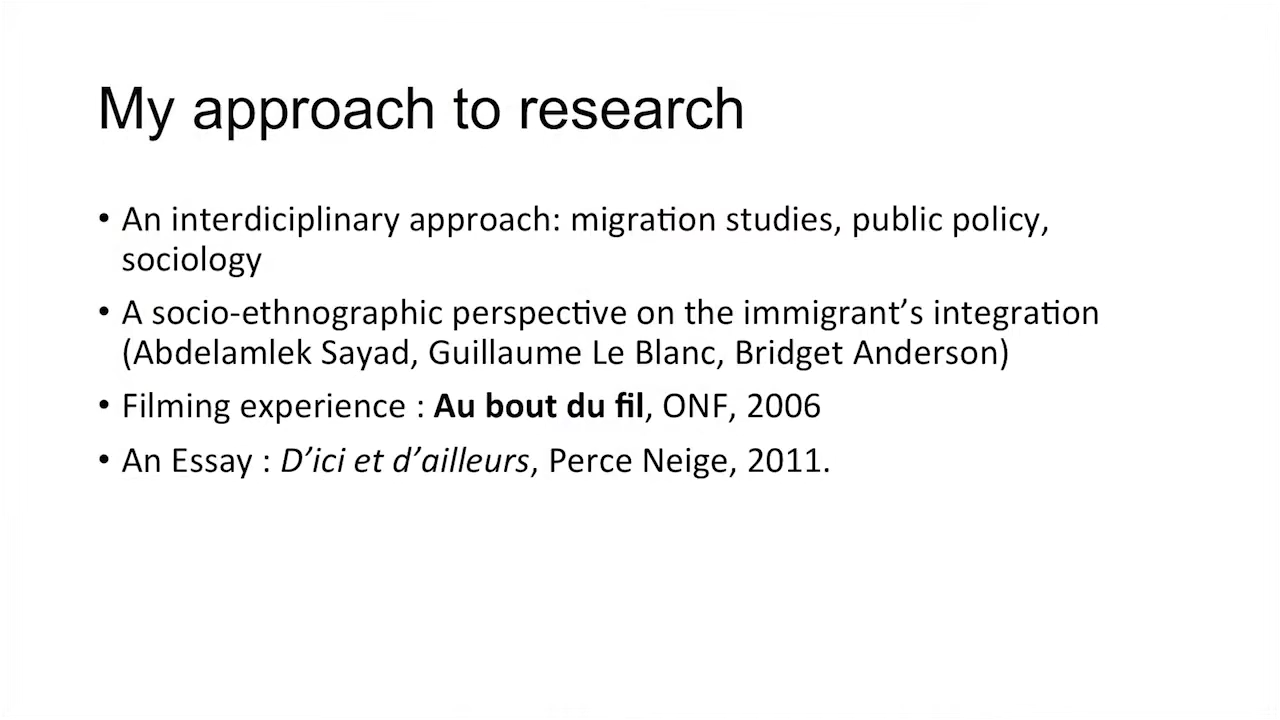 My approach to research
• An interdiciplinary approach: migration studies, public policy,
sociology
• A socio-ethnographic perspective on the immigrant’s integration
(Abdelamlek Sayad, Guillaume Le Blanc, Bridget Anderson)
• Filming experience : Au bout du fil, ONF, 2006
• An Essay : D’ici et d’ailleurs, Perce Neige, 2011.